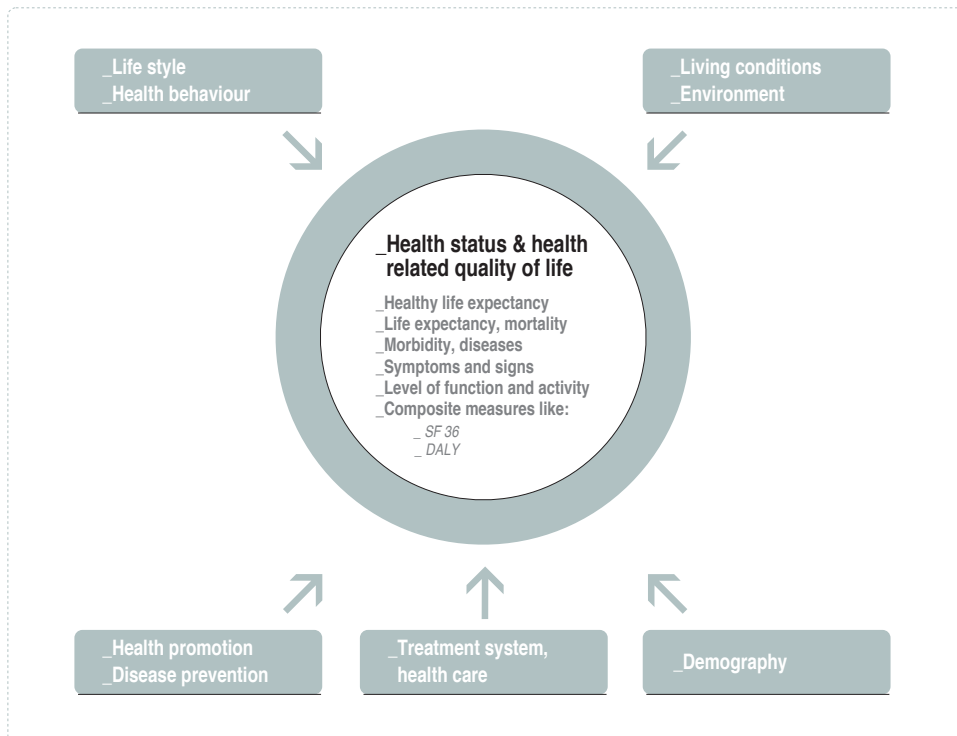 _Life style
_Health behaviour
_Living conditions
_Environment
_Health status & health
related quality of life
_Healthy life expectancy
_Life expectancy, mortality
_Morbidity, diseases
_Symptoms and signs
_Level of function and activity
_Composite measures like:
_ SF 36
_ DALY
_Health promotion
_Disease prevention
_Treatment system,
health care
_Demography